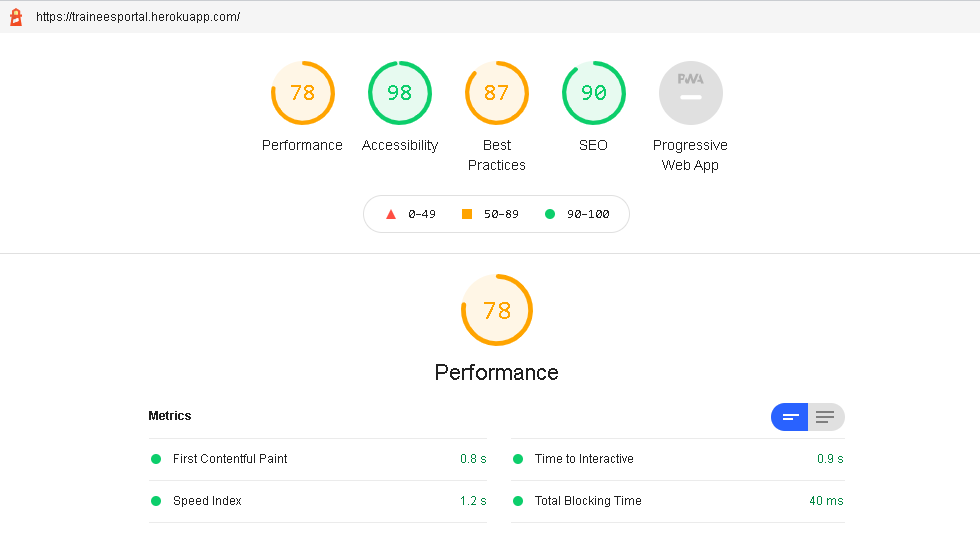 https://traineesportal.herokuapp.com/
78 98 87 90 PWA
Performance Accessibility Best Practices SEO Progressive Web App
0–49 50–89 90–100
78
Performance
Metrics
First Contentful Paint 0.8 s
Time to Interactive 0.9 s
Speed Index 1.2 s
Total Blocking Time 40 ms